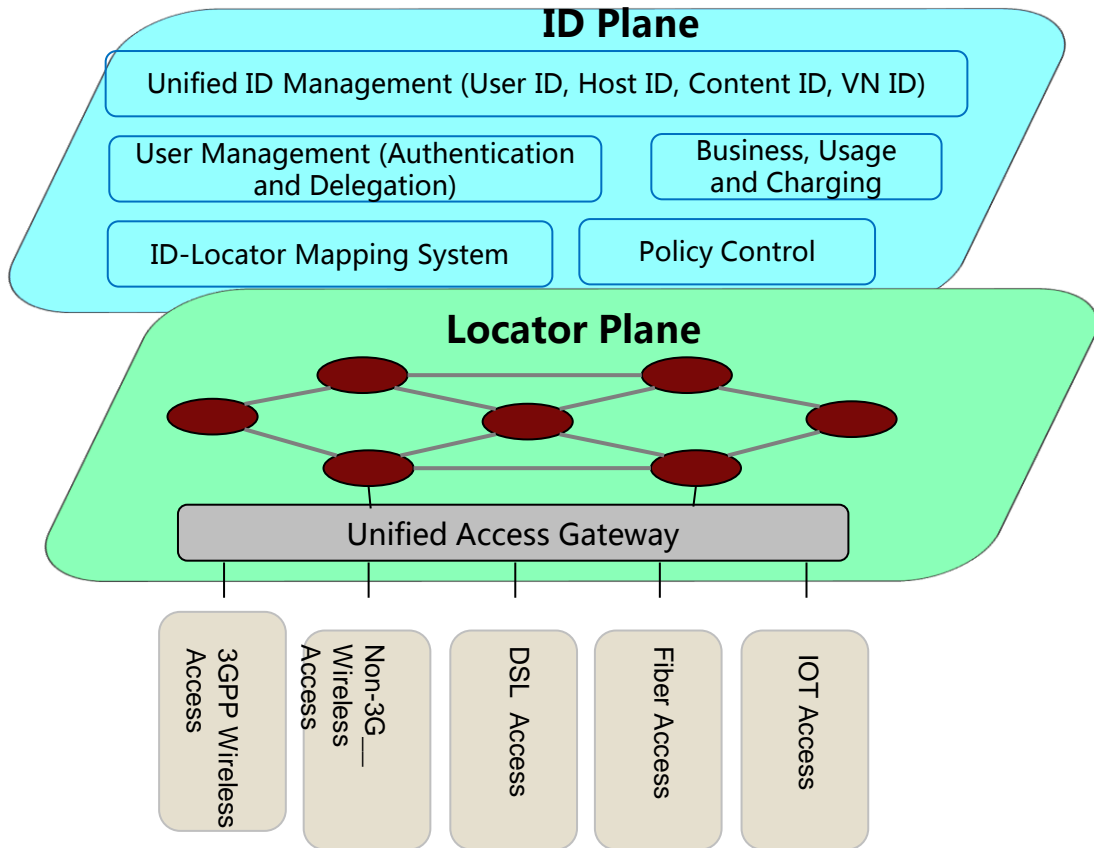 ID Plane
Unified ID Management (User ID, Host ID, Content ID, VN ID)
User Management (Authentication
and Delegation)
Business, Usage
and Charging
ID-Locator Mapping System
Policy Control
Locator Plane
Unified Access Gateway
3GPP Wireless
Access
Non-3G__
Wireless
Access
DSL  Access
Fiber Access
IOT Access